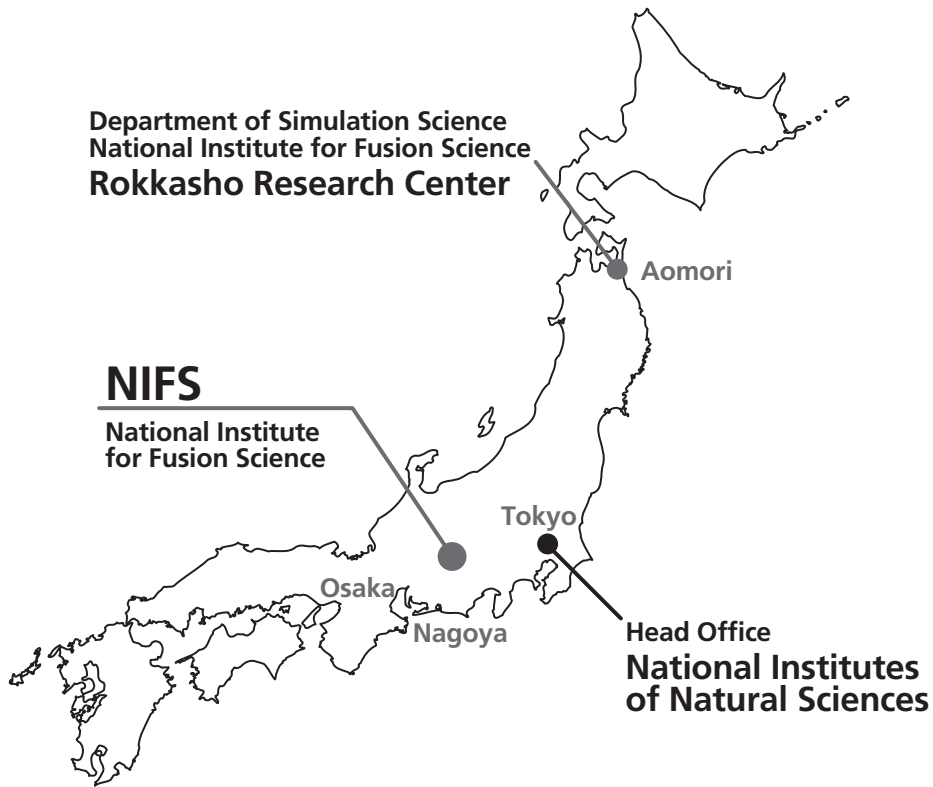 Department of Simulation Science
National Institute for Fusion Science
Rokkasho Research Center
Aomori
NIFS
National Institute
for Fusion Science
Tokyo
Osaka
Nagoya
Head Office
National Institutes
of Natural Sciences